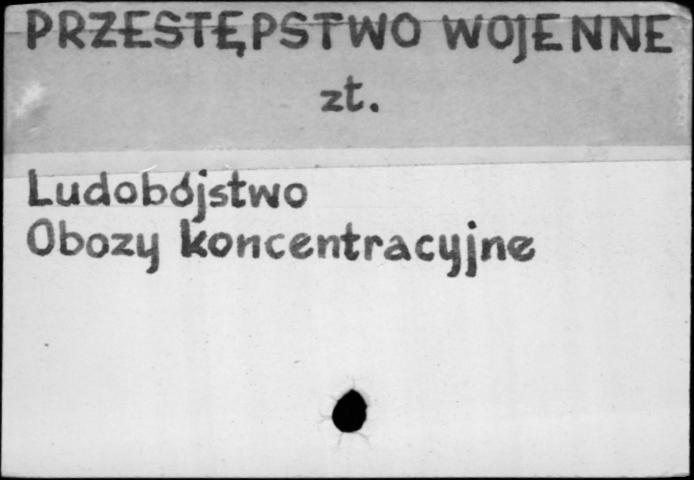 PRZESTĘPSTWO WOJENNE
zt.
Ludobójstwo
Obozy koncentracyjne